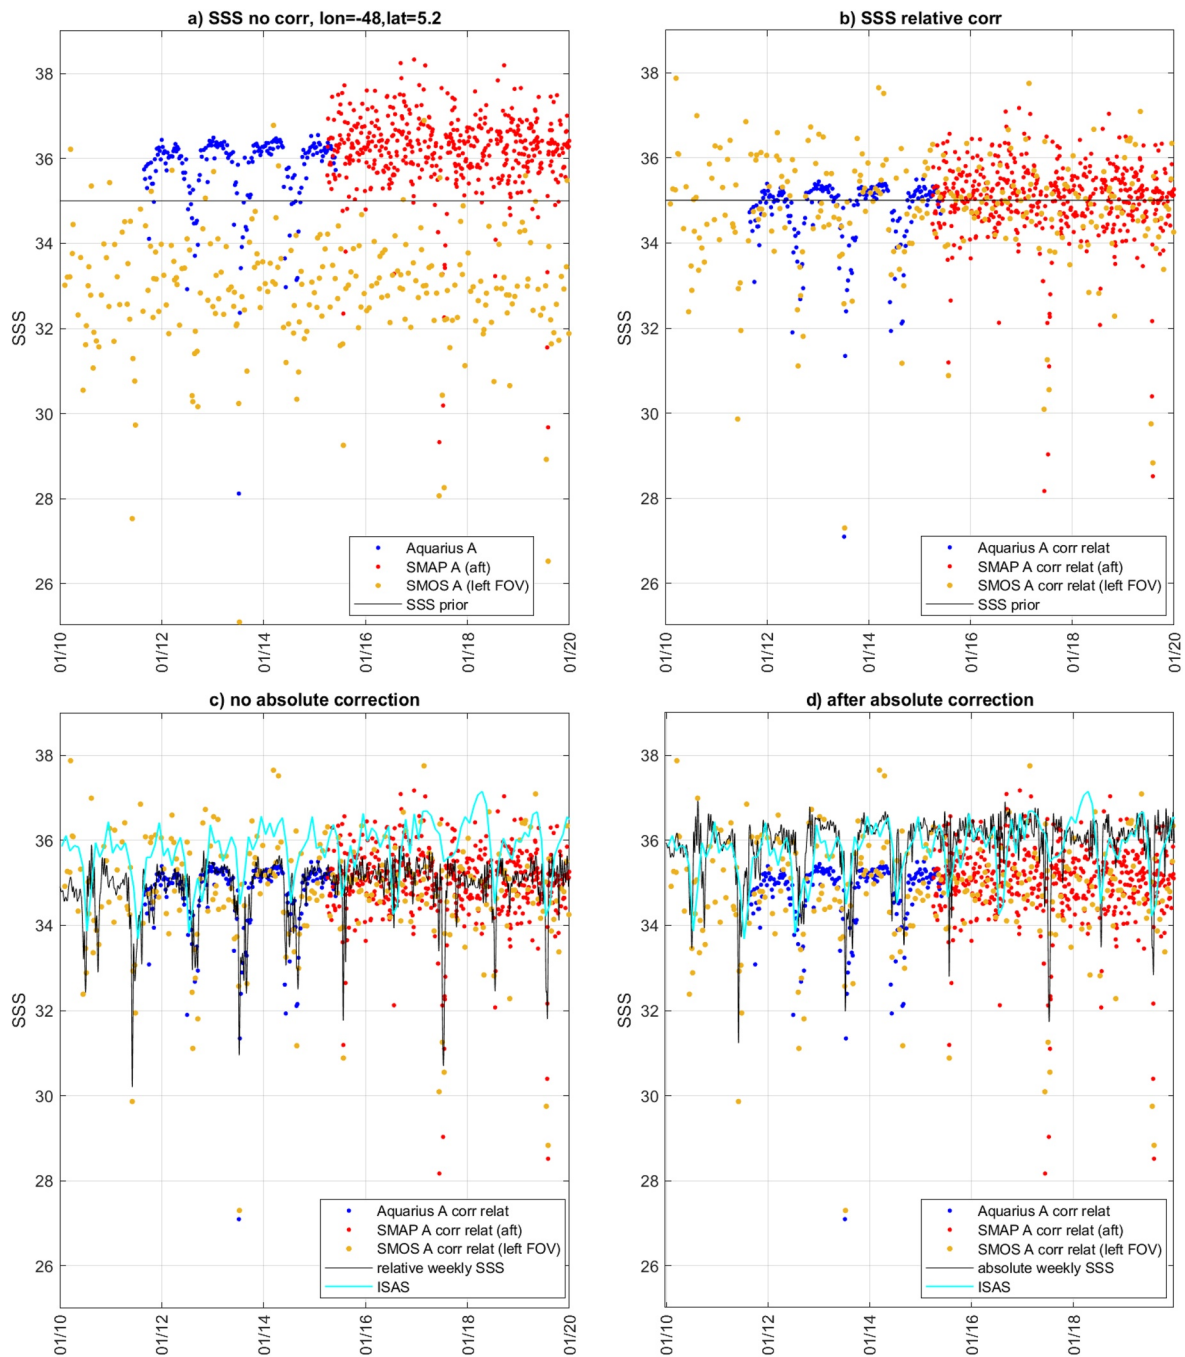 a) SSS no corr, lon=-48,lat=5.2
38
36
34
32
30
28
26
SSS
01/10
01/12
01/14
01/16
01/18
01/20
Aquarius A
SMAP A (aft)
SMOS A (left FOV)
SSS prior
b) SSS relative corr
38
36
34
32
30
28
26
SSS
01/10
01/12
01/14
01/16
01/18
01/20
Aquarius A corr relat
SMAP A corr relat (aft)
SMOS A corr relat (left FOV)
SSS prior
c) no absolute correction
38
36
34
32
30
28
26
SSS
01/10
01/12
01/14
01/16
01/18
01/20
Aquarius A corr relat
SMAP A corr relat (aft)
SMOS A corr relat (left FOV)
relative weekly SSS
ISAS
d) after absolute correction
38
36
34
32
30
28
26
SSS
01/10
01/12
01/14
01/16
01/18
Aquarius A corr relat
SMAP A corr relat (aft)
SMOS A corr relat (left FOV)
absolute weekly SSS
ISAS